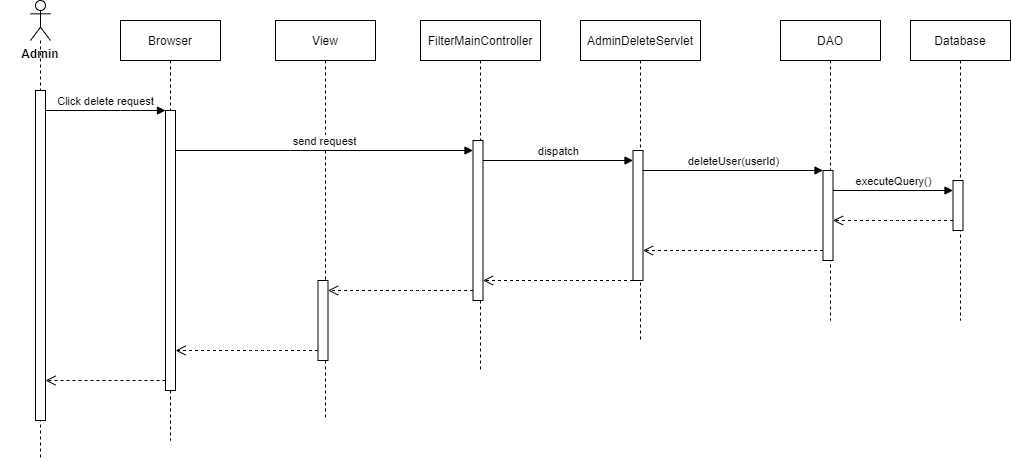 Admin
Browser
View
FilterMainController
AdminDeleteServlet
DAO
Database
Click delete request
send request
dispatch
deleteUser(userId)
executeQuery()